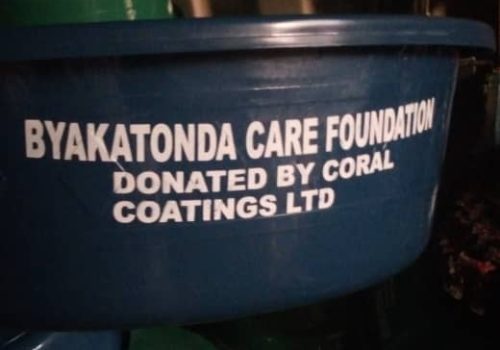 BYAKATONDA CARE FOUNDATION
DONATED BY CORAL
COATINGS LTD